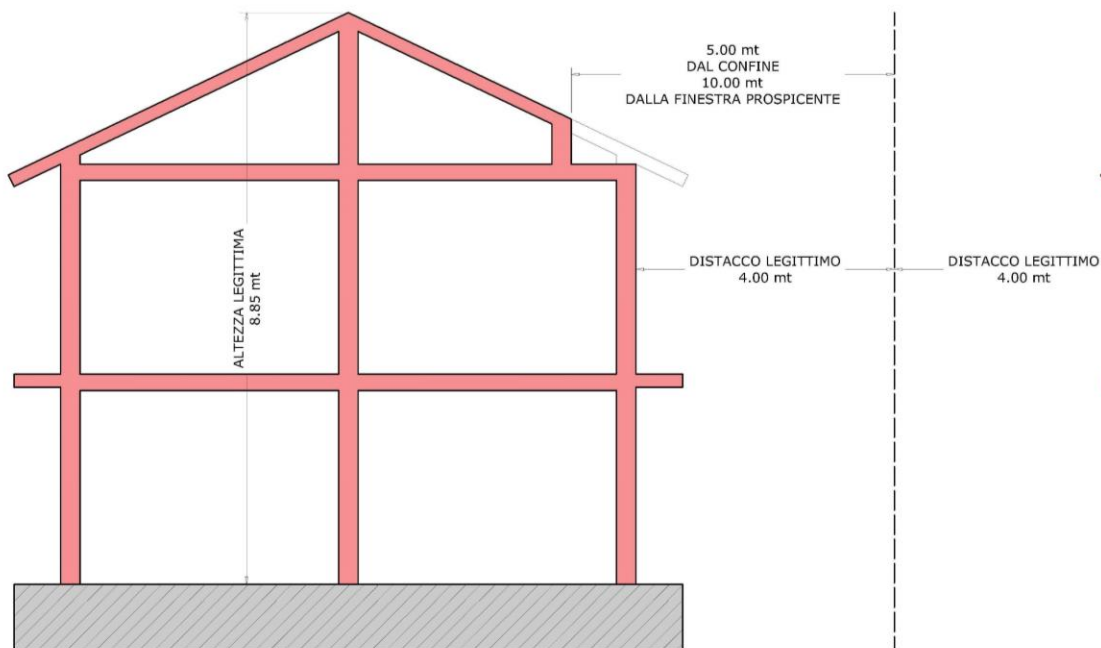 5.00 mt
DAL CONFINE
10.00 mt
DALLA FINESTRA PROSPICENTE
ALTEZZA LEGITTIMA
8.85 mt
DISTACCO LEGITTIMO
4.00 mt
DISTACCO LEGITTIMO
4.00 mt